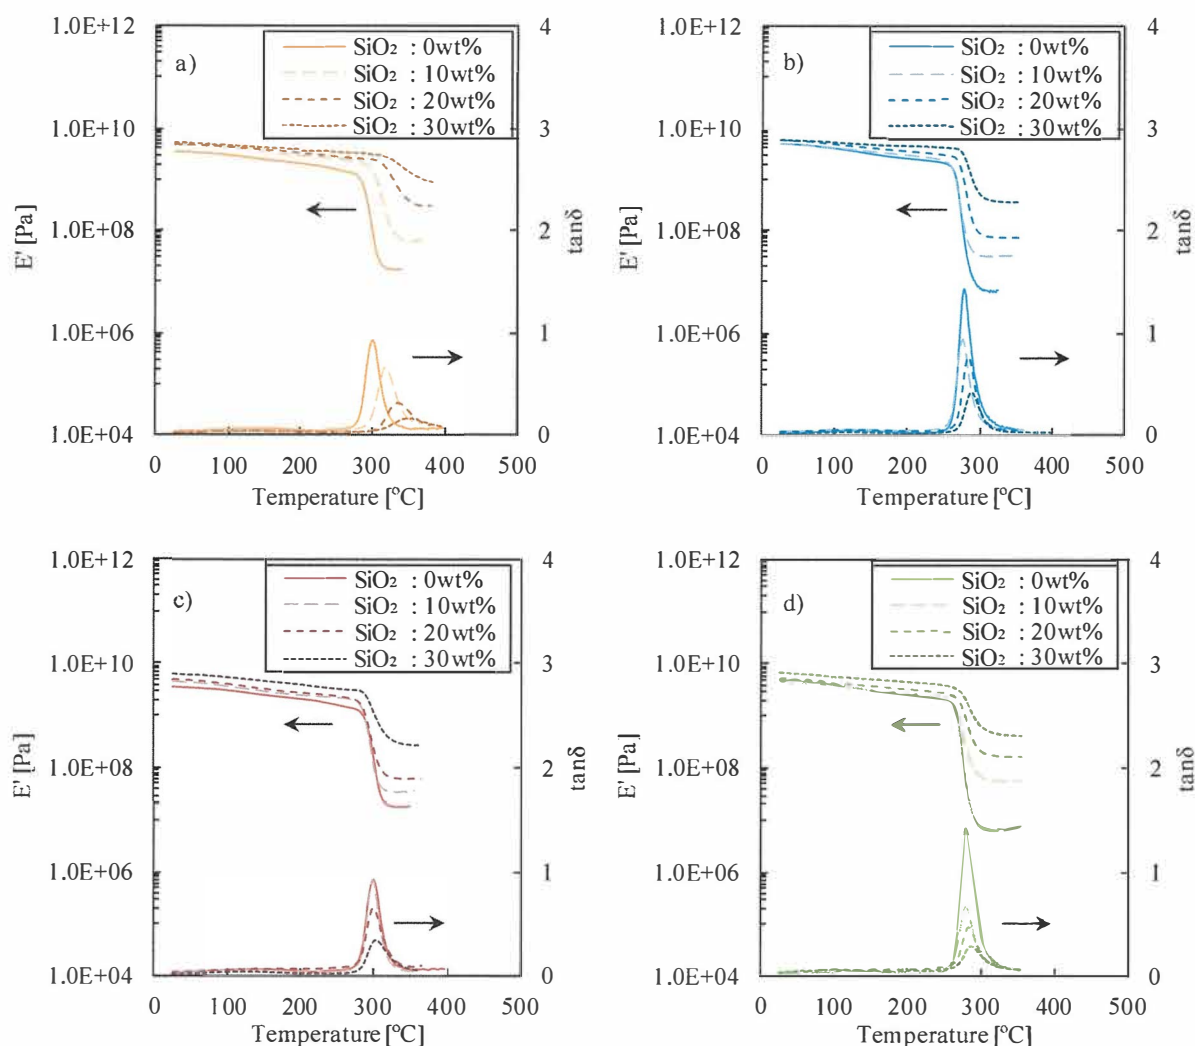 1.0E+12
1.0E+10
1.0E+08
1.0E+06
1.0E+04
E' [Pa]
a)
SiO2 : 0wt%
SiO2 : 10wt%
SiO2 : 20wt%
SiO2 : 30wt%
4
3
2
1
0
tanδ
0 100 200 300 400 500
Temperature [°C]
1.0E+12
1.0E+10
1.0E+08
1.0E+06
1.0E+04
E' [Pa]
b)
SiO2 : 0wt%
SiO2 : 10wt%
SiO2 : 20wt%
SiO2 : 30wt%
4
3
2
1
0
tanδ
0 100 200 300 400 500
Temperature [°C]
1.0E+12
1.0E+10
1.0E+08
1.0E+06
1.0E+04
E' [Pa]
c)
SiO2 : 0wt%
SiO2 : 10wt%
SiO2 : 20wt%
SiO2 : 30wt%
4
3
2
1
0
tanδ
0 100 200 300 400 500
Temperature [°C]
1.0E+12
1.0E+10
1.0E+08
1.0E+06
1.0E+04
E' [Pa]
d)
SiO2 : 0wt%
SiO2 : 10wt%
SiO2 : 20wt%
SiO2 : 30wt%
4
3
2
1
0
tanδ
0 100 200 300 400 500
Temperature [°C]